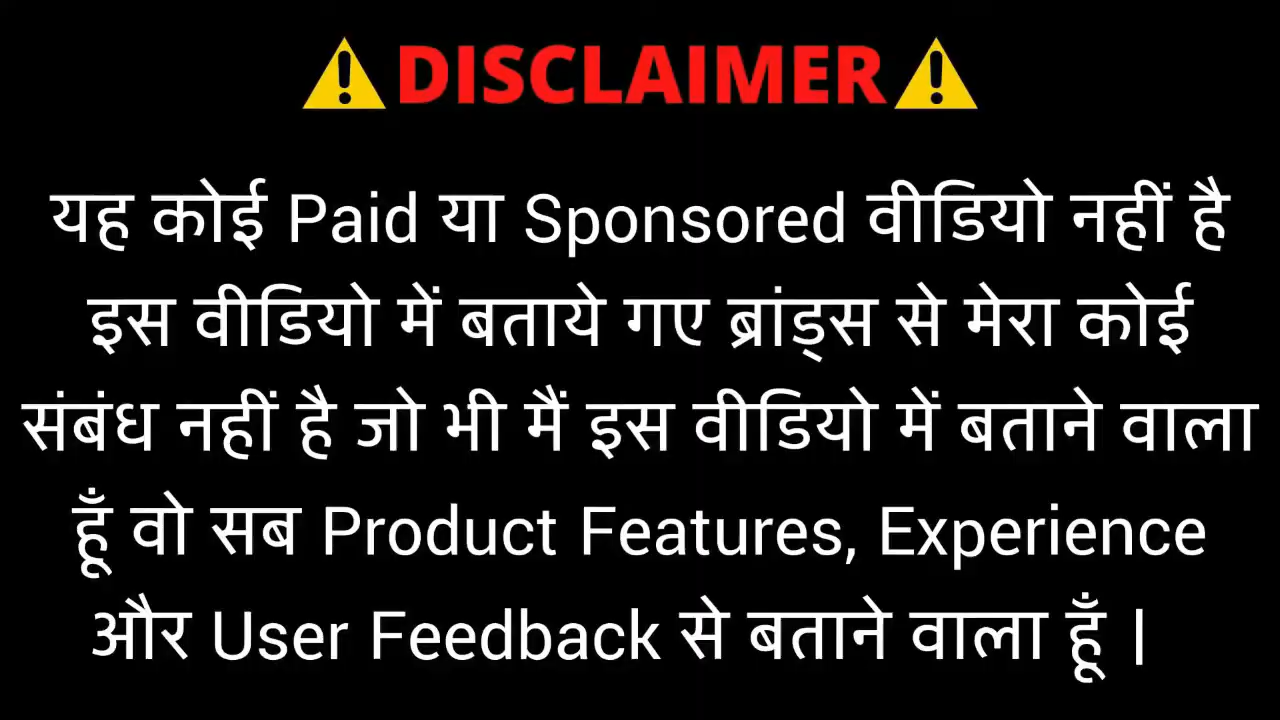 ⚠DISCLAIMER⚠
यह कोई Paid या Sponsored वीडियो नहीं है
इस वीडियो में बताये गए ब्रांड्स से मेरा कोई
संबंध नहीं है जो भी मैं इस वीडियो में बताने वाला
हूँ वो सब Product Features, Experience
और User Feedback से बताने वाला हूँ |